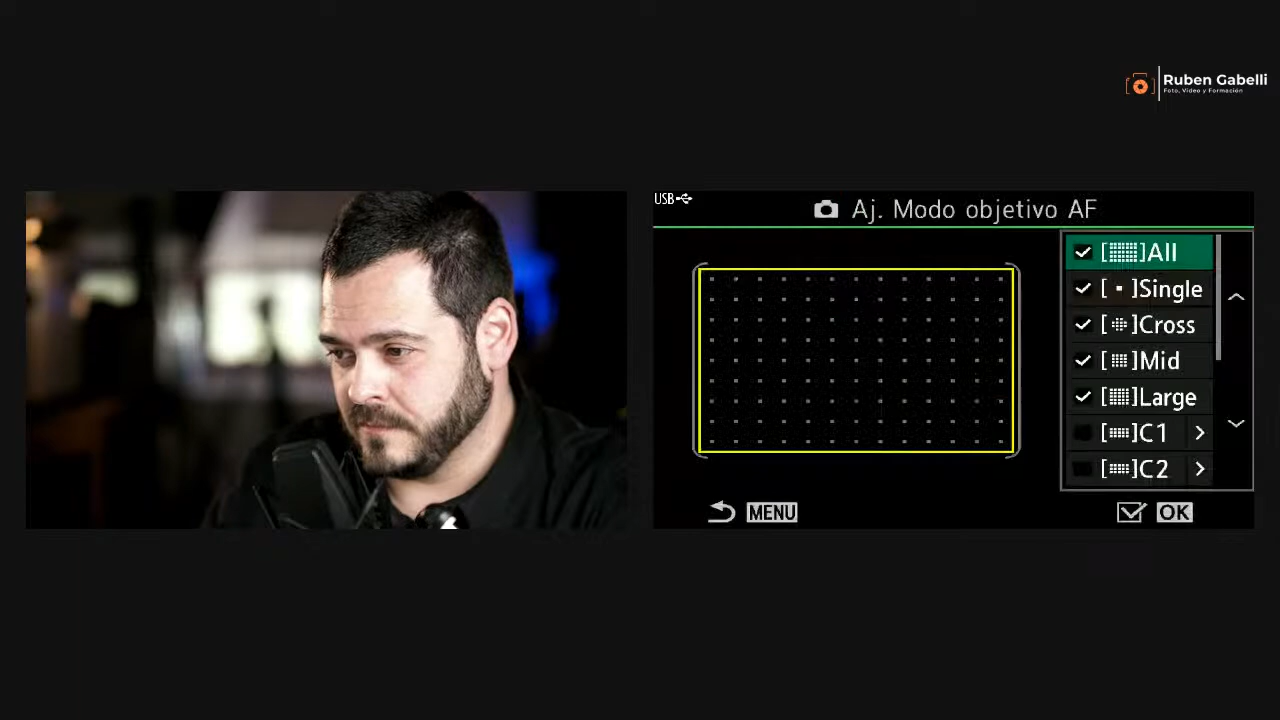 Ruben Gabelli
Foto, Video y Formación
USB
Aj. Modo objetivo AF
[ ]All
[ ]Single
[ ]Cross
[ ]Mid
[ ]Large
[ ]C1
[ ]C2
MENU
OK